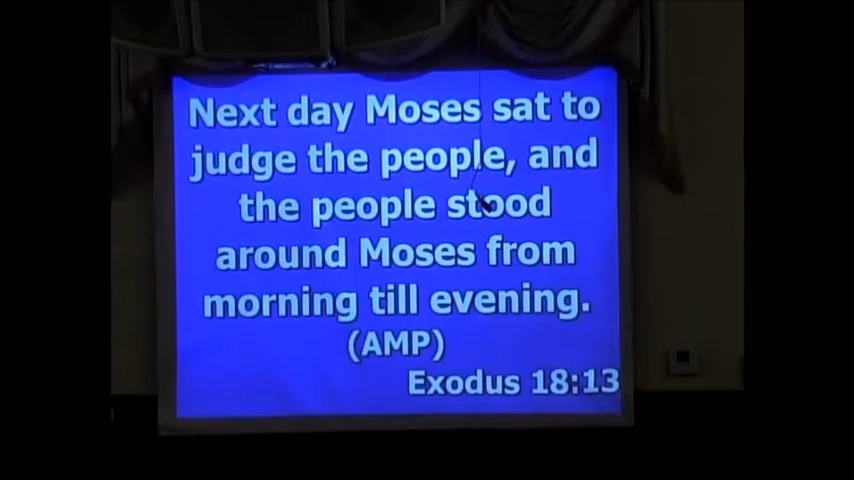 Next day Moses sat to
judge the people, and
the people stood
around Moses from
morning till evening.
(AMP)
Exodus 18:13